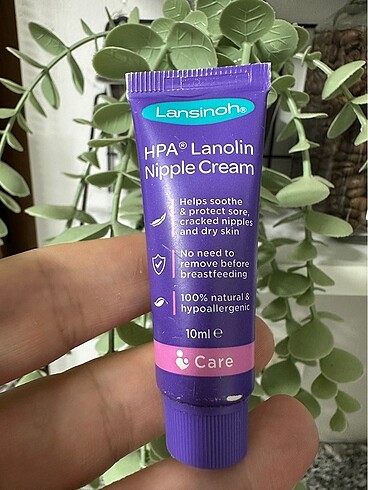 Lansinoh®
HPA® Lanolin
Nipple Cream
Helps soothe
& protect sore,
cracked nipples
and dry skin
No need to
remove before
breastfeeding
100% natural &
hypoallergenic
10ml ℮
Care